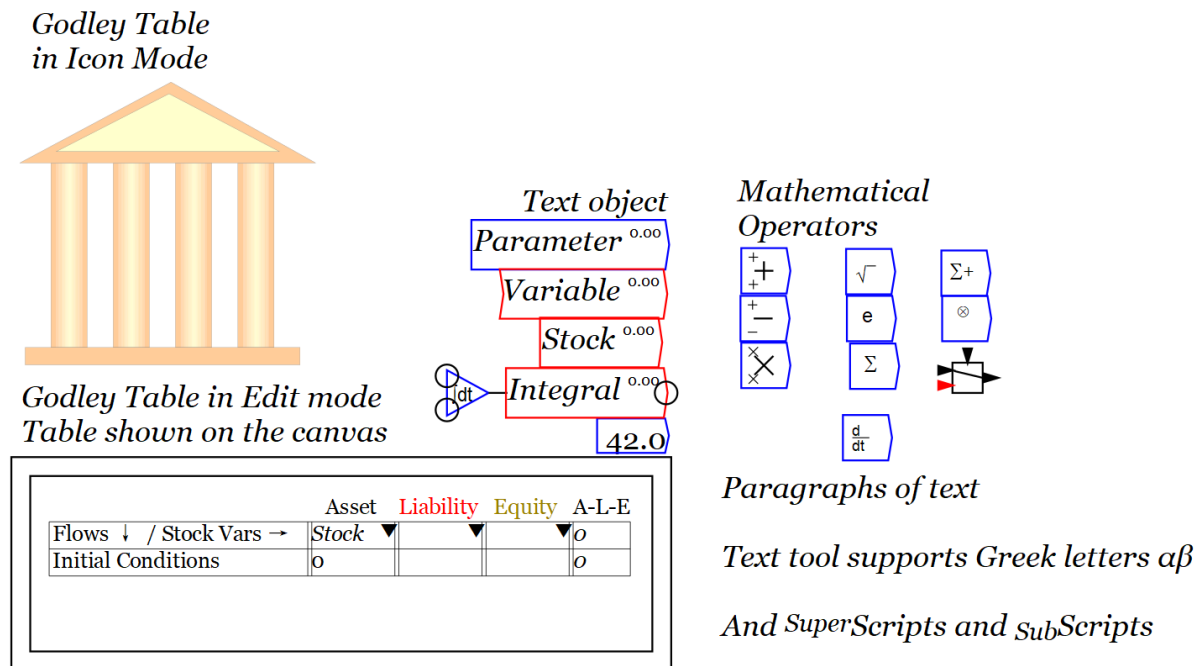 Godley Table
in Icon Mode
Text object
Parameter 0.00
Variable 0.00
Stock 0.00
∫dt Integral 0.00
42.0
Mathematical
Operators
+ + + √ Σ+
+ − − e ⊗
× × × Σ
d
dt
Godley Table in Edit mode
Table shown on the canvas
Asset Liability Equity A-L-E
Flows ↓ / Stock Vars → Stock ▼ ▼ ▼ 0
Initial Conditions 0 0
Paragraphs of text
Text tool supports Greek letters αβ
And SuperScripts and SubScripts